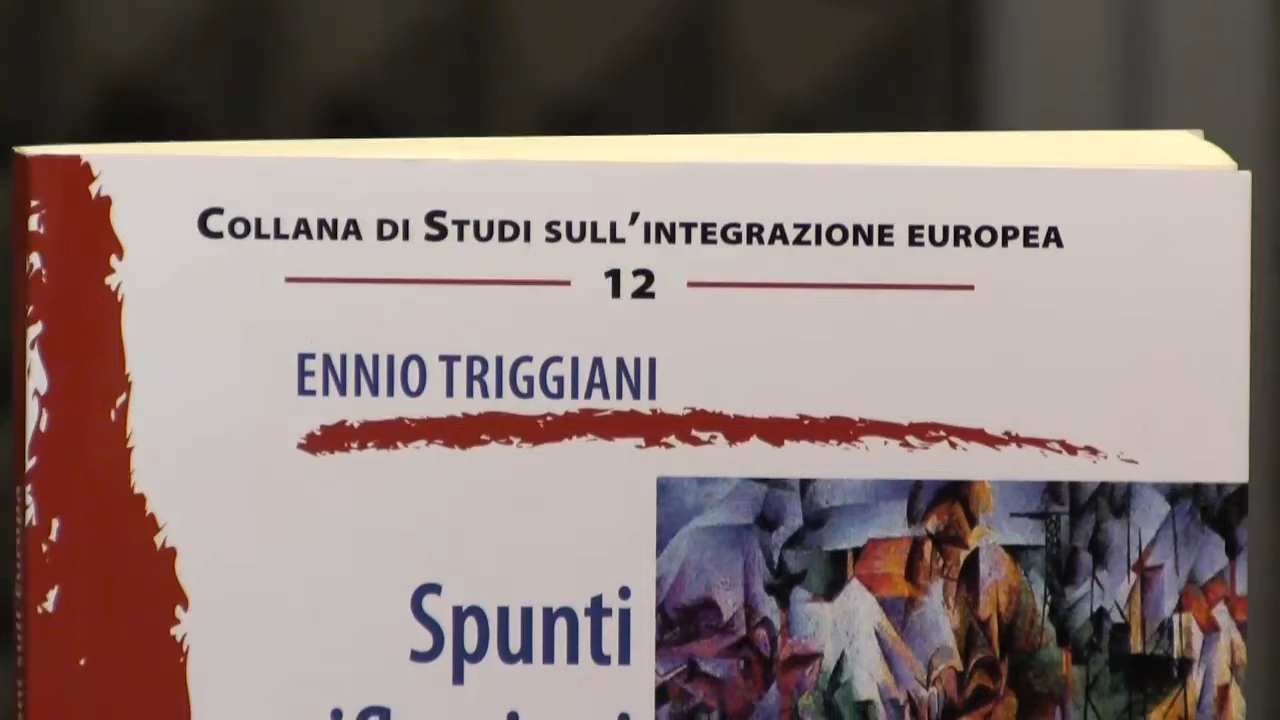 COLLANA DI STUDI SULL'INTEGRAZIONE EUROPEA
12
ENNIO TRIGGIANI
Spunti